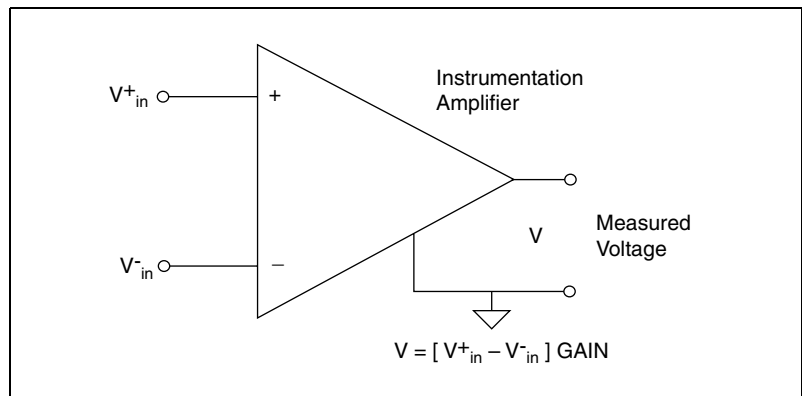 Instrumentation
Amplifier
V+in
+
V
Measured
Voltage
V-in
–
V = [ V+in – V-in ] GAIN